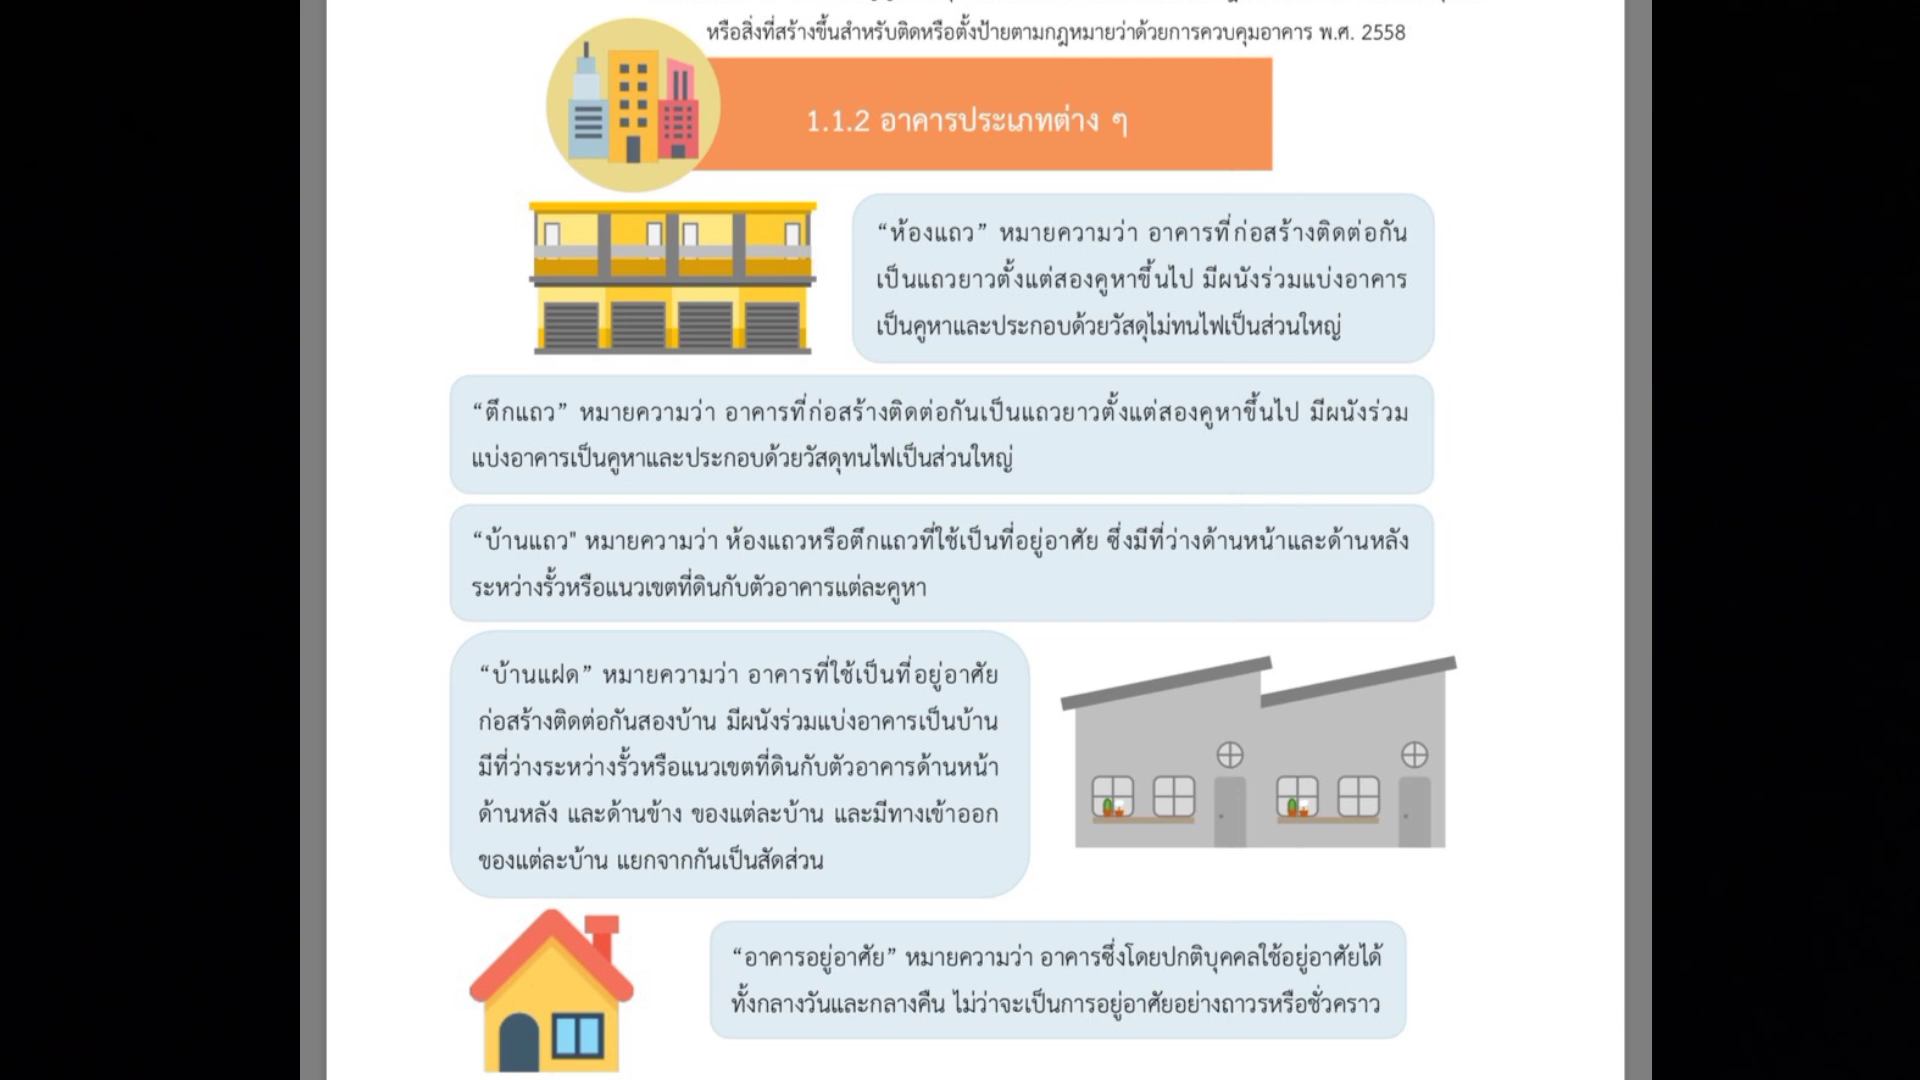 หรือสิ่งที่สร้างขึ้นสำหรับติดหรือตั้งป้ายตามกฎหมายว่าด้วยการควบคุมอาคาร พ.ศ. 2558
1.1.2 อาคารประเภทต่าง ๆ
“ห้องแถว” หมายความว่า อาคารที่ก่อสร้างติดต่อกัน
เป็นแถวยาวตั้งแต่สองคูหาขึ้นไป มีผนังร่วมแบ่งอาคาร
เป็นคูหาและประกอบด้วยวัสดุไม่ทนไฟเป็นส่วนใหญ่
“ตึกแถว” หมายความว่า อาคารที่ก่อสร้างติดต่อกันเป็นแถวยาวตั้งแต่สองคูหาขึ้นไป มีผนังร่วม
แบ่งอาคารเป็นคูหาและประกอบด้วยวัสดุทนไฟเป็นส่วนใหญ่
“บ้านแถว" หมายความว่า ห้องแถวหรือตึกแถวที่ใช้เป็นที่อยู่อาศัย ซึ่งมีที่ว่างด้านหน้าและด้านหลัง
ระหว่างรั้วหรือแนวเขตที่ดินกับตัวอาคารแต่ละคูหา
“บ้านแฝด” หมายความว่า อาคารที่ใช้เป็นที่อยู่อาศัย
ก่อสร้างติดต่อกันสองบ้าน มีผนังร่วมแบ่งอาคารเป็นบ้าน
มีที่ว่างระหว่างรั้วหรือแนวเขตที่ดินกับตัวอาคารด้านหน้า
ด้านหลัง และด้านข้าง ของแต่ละบ้าน และมีทางเข้าออก
ของแต่ละบ้าน แยกจากกันเป็นสัดส่วน
“อาคารอยู่อาศัย” หมายความว่า อาคารซึ่งโดยปกติบุคคลใช้อยู่อาศัยได้
ทั้งกลางวันและกลางคืน ไม่ว่าจะเป็นการอยู่อาศัยอย่างถาวรหรือชั่วคราว